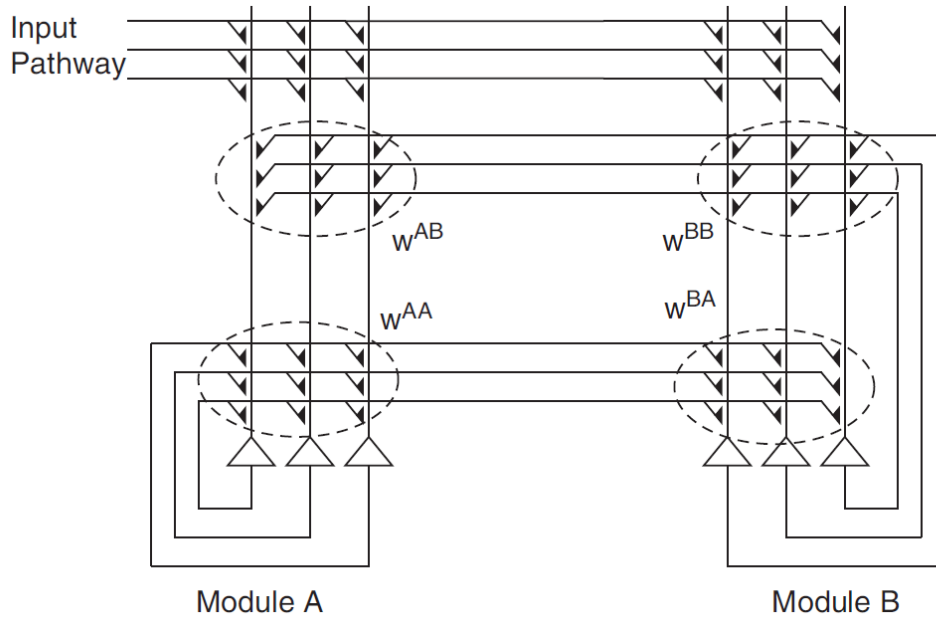 Input
Pathway
w^AB
w^BB
w^AA
w^BA
Module A
Module B